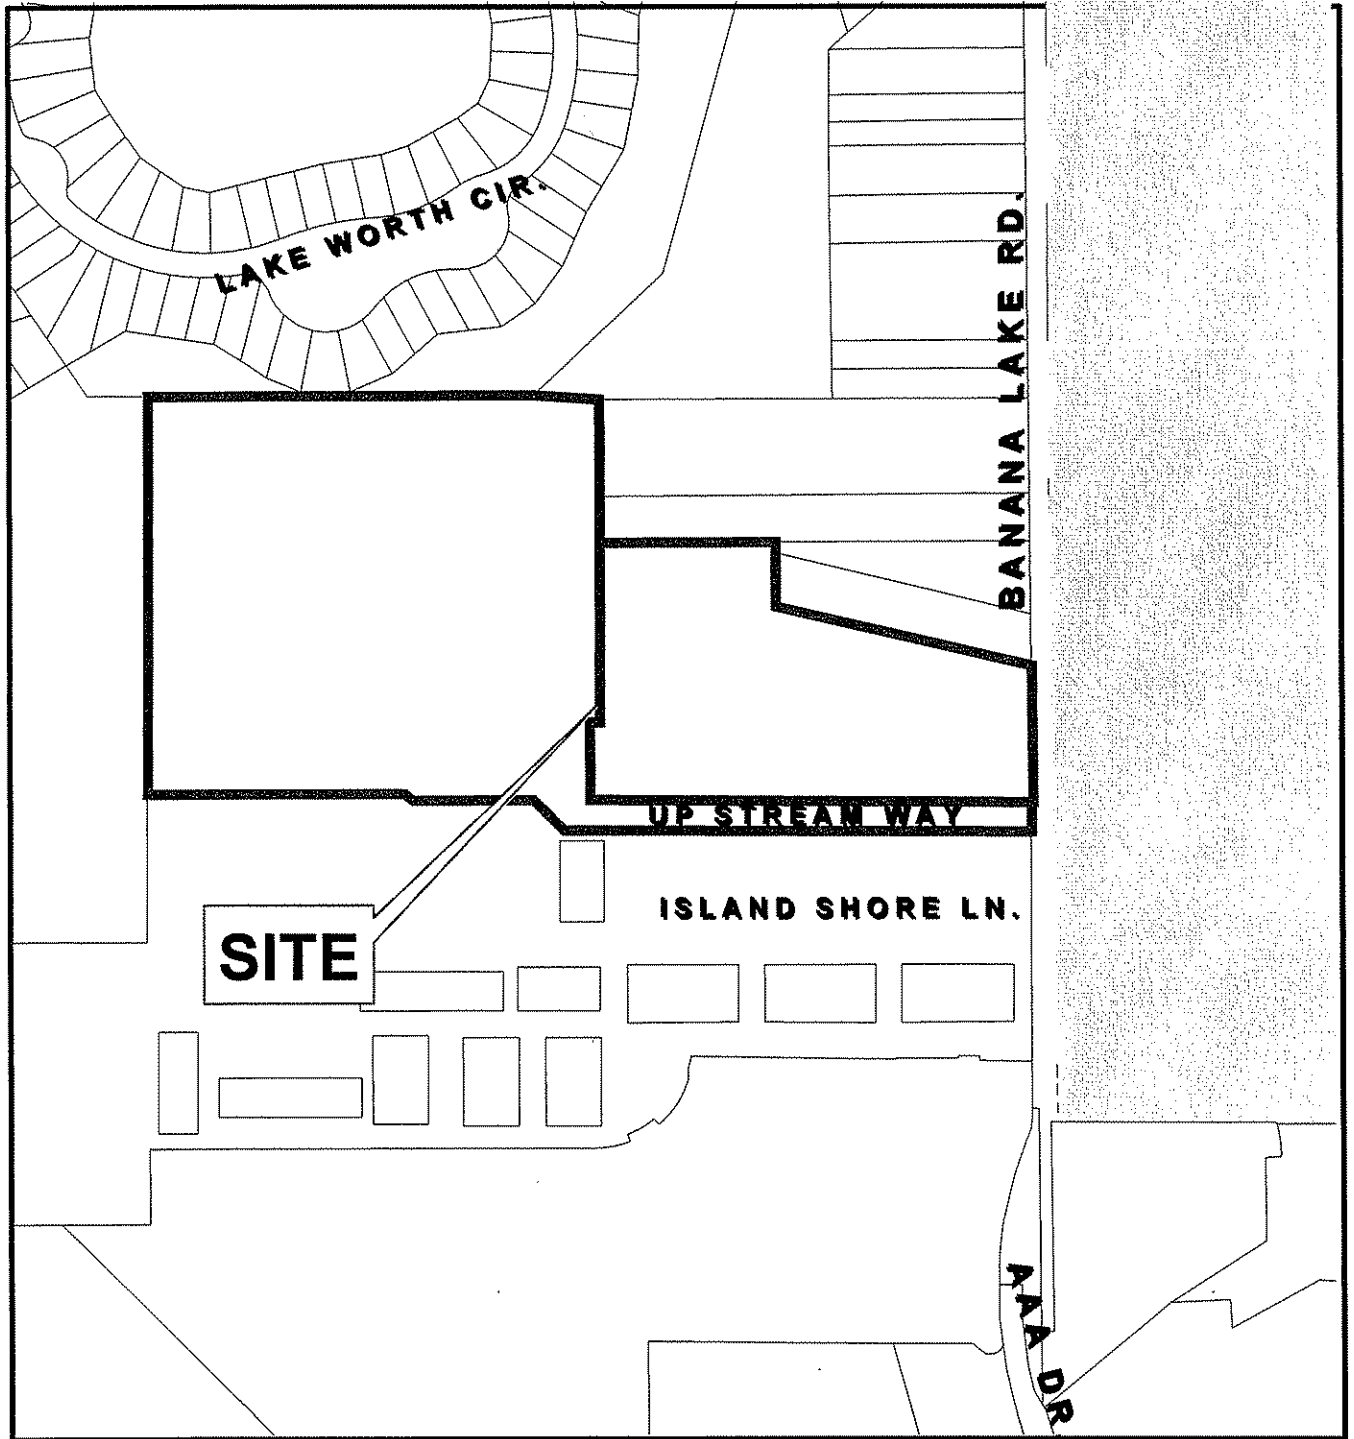 LAKE WORTH CIR.
BANANA LAKE RD.
UP STREAM WAY
ISLAND SHORE LN.
SITE
AAA DR